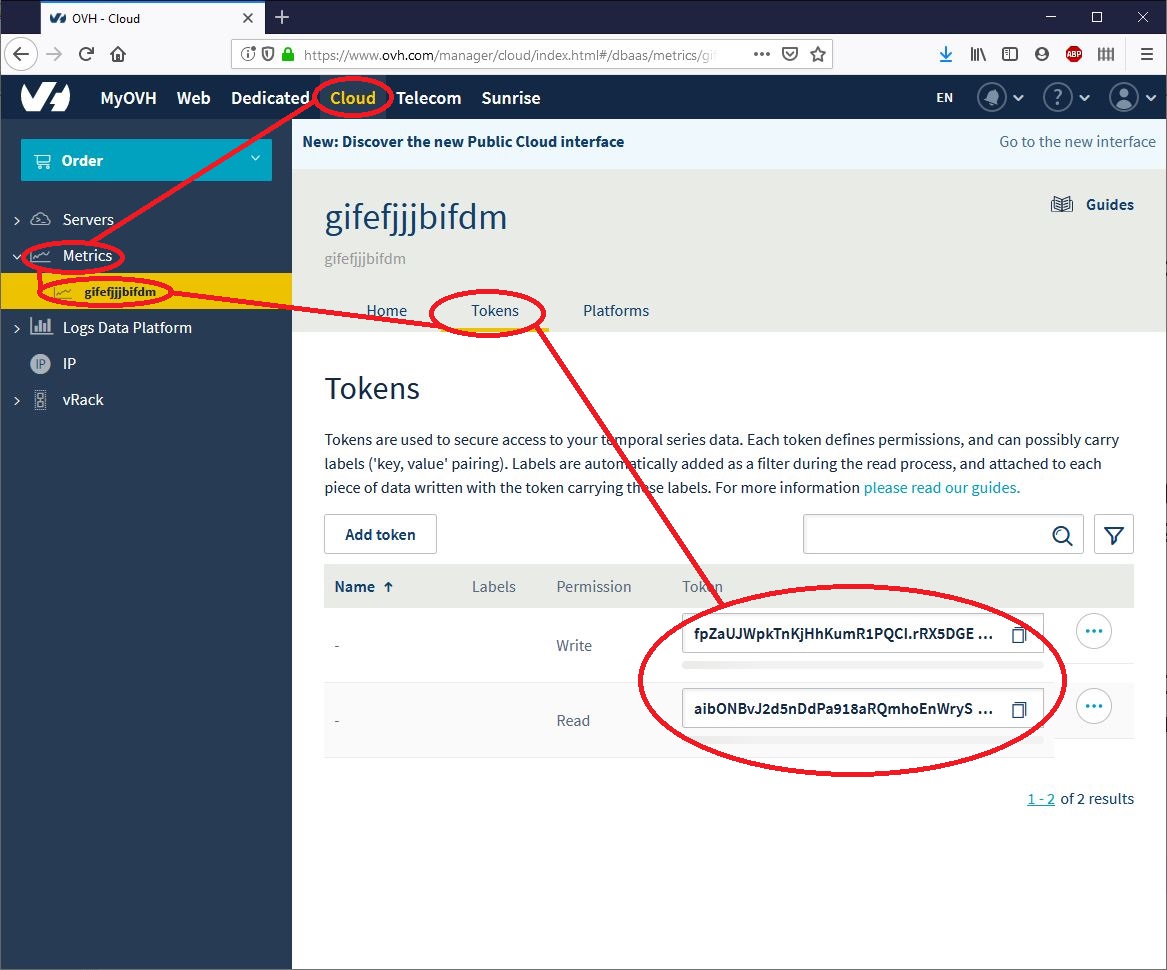 OVH - Cloud
https://www.ovh.com/manager/cloud/index.html#/dbaas/metrics/gif
ABP
MyOVH Web Dedicated Cloud Telecom Sunrise EN ?
Order
New: Discover the new Public Cloud interface Go to the new interface
Servers
Metrics
gifefjjjbifdm
Logs Data Platform
IP IP
vRack
gifefjjjbifdm
Guides
gifefjjjbifdm
Home Tokens Platforms
Tokens
Tokens are used to secure access to your temporal series data. Each token defines permissions, and can possibly carry
labels ('key, value' pairing). Labels are automatically added as a filter during the read process, and attached to each
piece of data written with the token carrying these labels. For more information please read our guides.
Add token
Name Labels Permission Token
- Write fpZaUJWpkTnKjHhKumR1PQCI.rRX5DGE ...
- Read aibONBvJ2d5nDdPa918aRQmhoEnWryS ...
1 - 2 of 2 results